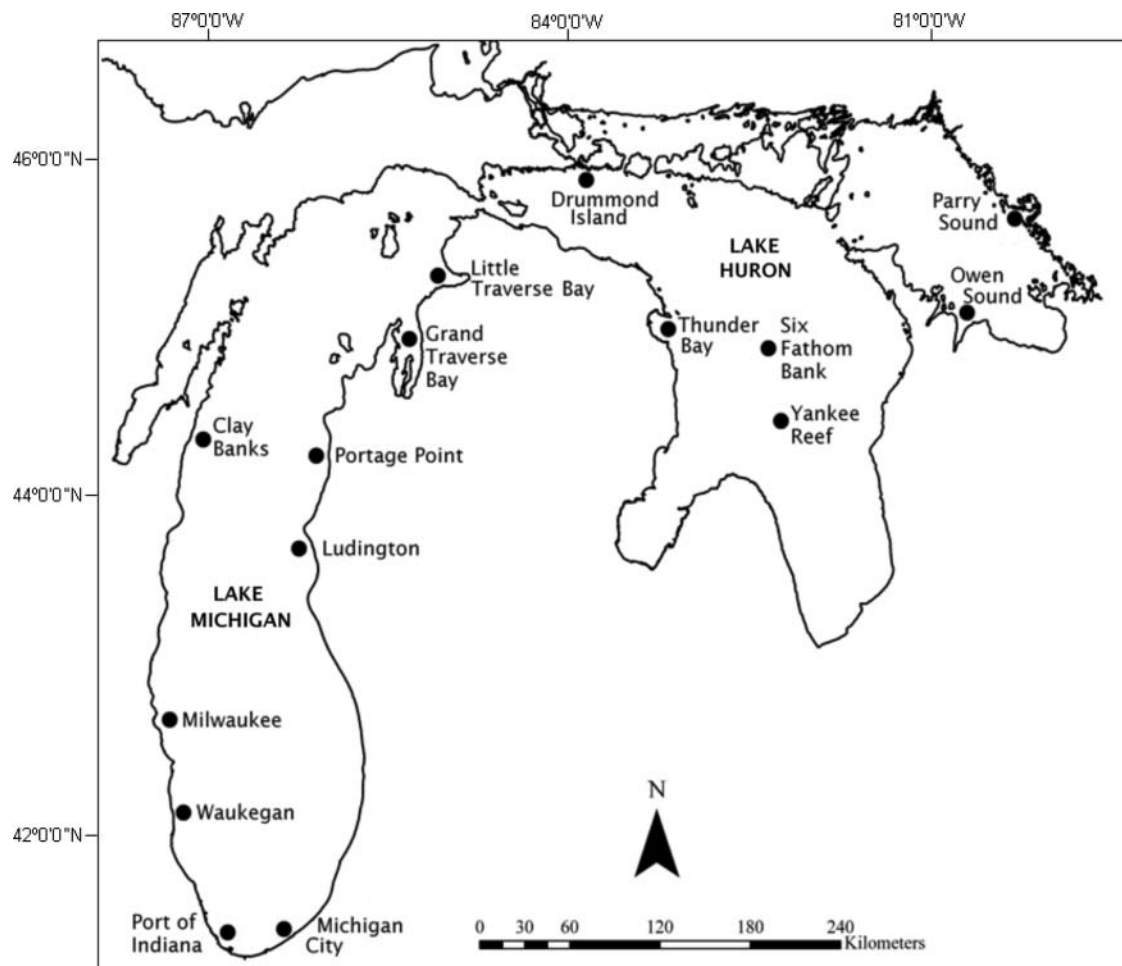 87°0'0"W
84°0'0"W
81°0'0"W
46°0'0"N
44°0'0"N
42°0'0"N
Drummond
Island
Parry
Sound
LAKE
HURON
Owen
Sound
Little
Traverse Bay
Grand
Traverse
Bay
Thunder
Bay
Six
Fathom
Bank
Yankee
Reef
Clay
Banks
Portage Point
Ludington
LAKE
MICHIGAN
Milwaukee
Waukegan
Port of
Indiana
Michigan
City
N
0 30 60 120 180 240
Kilometers